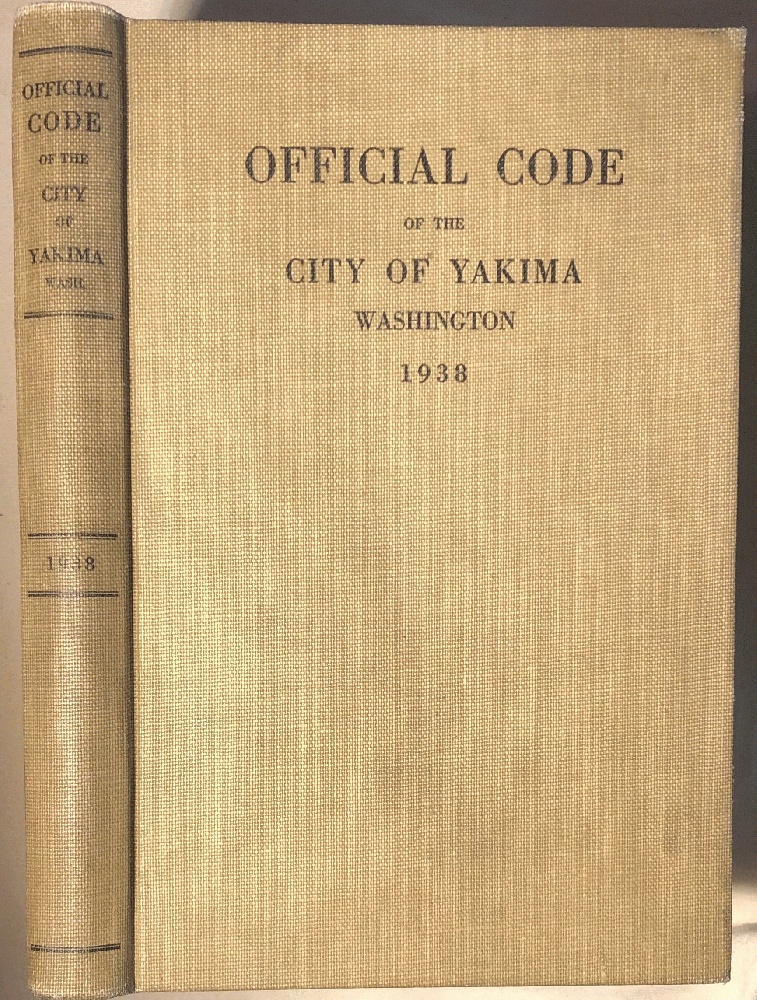 OFFICIAL
CODE
OF THE
CITY
OF
YAKIMA
WASH.
1938
OFFICIAL CODE
OF THE
CITY OF YAKIMA
WASHINGTON
1938